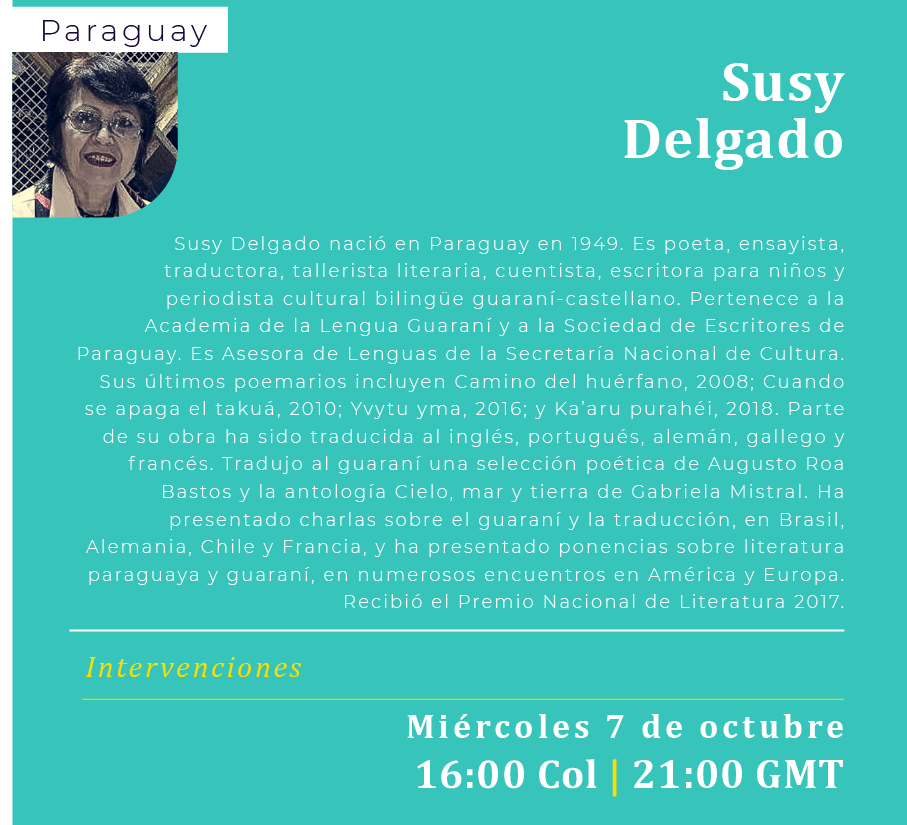 Paraguay
Susy
Delgado
Susy Delgado nació en Paraguay en 1949. Es poeta, ensayista,
traductora, tallerista literaria, cuentista, escritora para niños y
periodista cultural bilingüe guaraní-castellano. Pertenece a la
Academia de la Lengua Guaraní y a la Sociedad de Escritores de
Paraguay. Es Asesora de Lenguas de la Secretaría Nacional de Cultura.
Sus últimos poemarios incluyen Camino del huérfano, 2008; Cuando
se apaga el takuá, 2010; Yvytu yma, 2016; y Ka’aru purahéi, 2018. Parte
de su obra ha sido traducida al inglés, portugués, alemán, gallego y
francés. Tradujo al guaraní una selección poética de Augusto Roa
Bastos y la antología Cielo, mar y tierra de Gabriela Mistral. Ha
presentado charlas sobre el guaraní y la traducción, en Brasil,
Alemania, Chile y Francia, y ha presentado ponencias sobre literatura
paraguaya y guaraní, en numerosos encuentros en América y Europa.
Recibió el Premio Nacional de Literatura 2017.
Intervenciones
Miércoles 7 de octubre
16:00 Col | 21:00 GMT